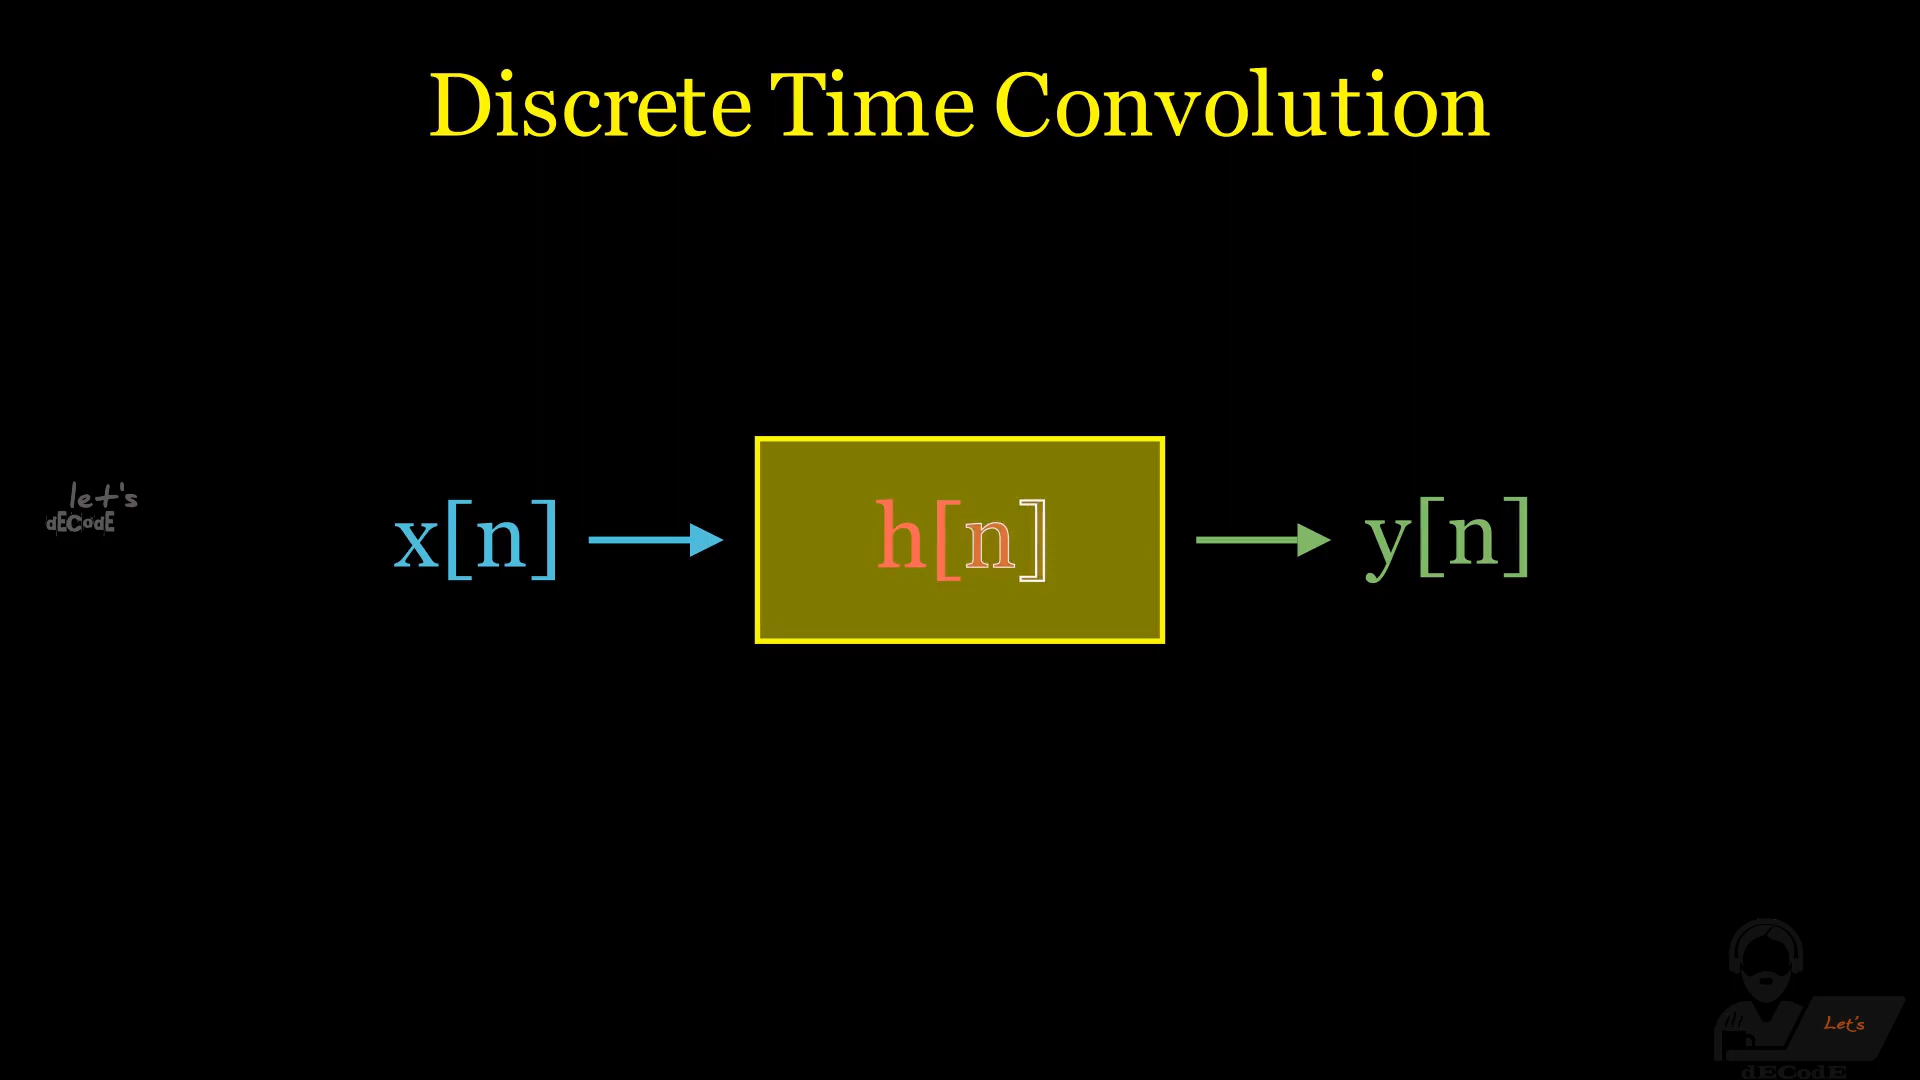 Discrete Time Convolution
let's
dECodE
x[n] h[n] y[n]
Let's
dECodE